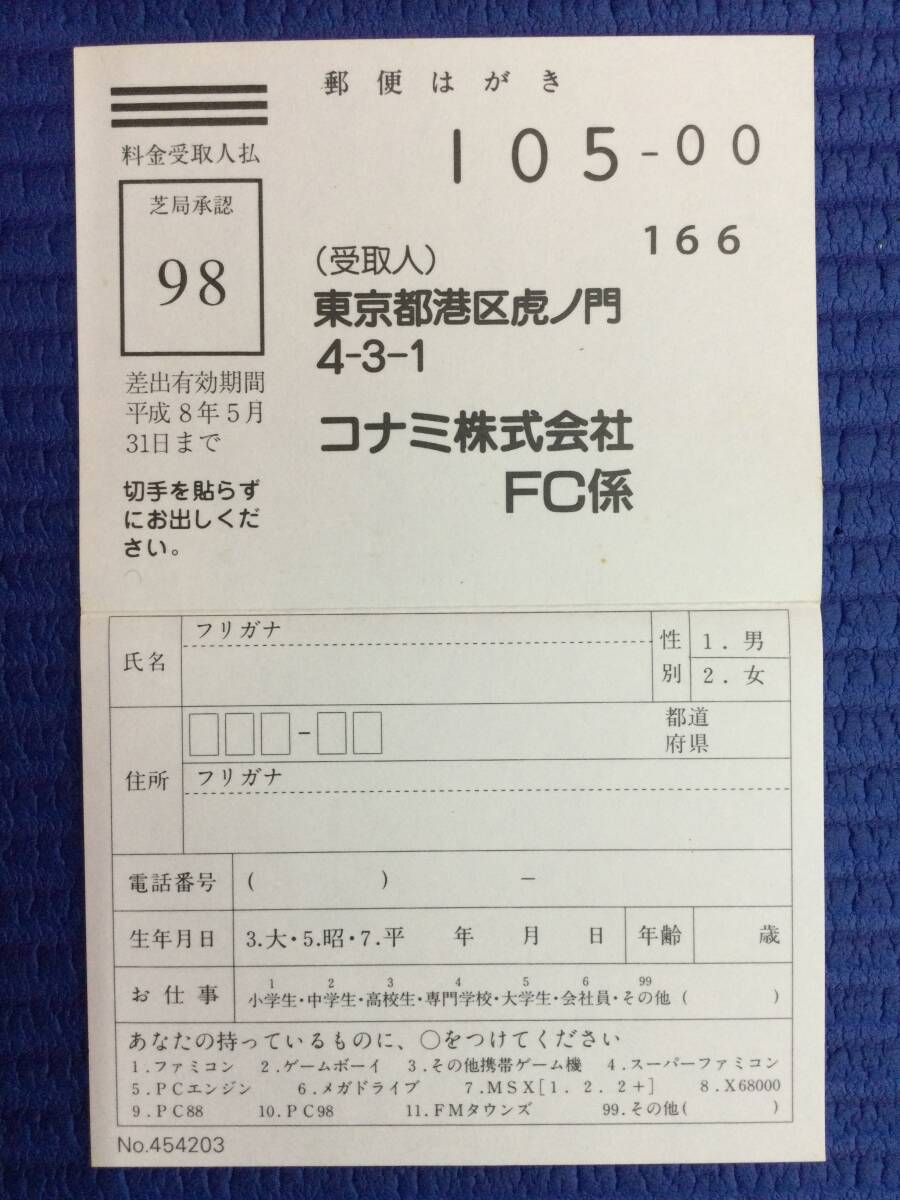 郵便はがき
105-00
166
料金受取人払
芝局承認
98
差出有効期間
平成8年5月
31日まで
切手を貼らず
にお出しくだ
さい。
(受取人)
東京都港区虎ノ門
4-3-1
コナミ株式会社
FC係
氏名
フリガナ
性別
1.男
2.女
住所
-
都道
府県
フリガナ
電話番号 ( ) -
生年月日 3.大・5.昭・7.平 年 月 日 年齢 歳
1 2 3 4 5 6 99
お仕事 小学生・中学生・高校生・専門学校・大学生・会社員・その他 ( )
あなたの持っているものに、○をつけてください
1.ファミコン 2.ゲームボーイ 3.その他携帯ゲーム機 4.スーパーファミコン
5.PCエンジン 6.メガドライブ 7.MSX[1.2.2+] 8.X68000
9.PC88 10.PC98 11.FMタウンズ 99.その他( )
No.454203